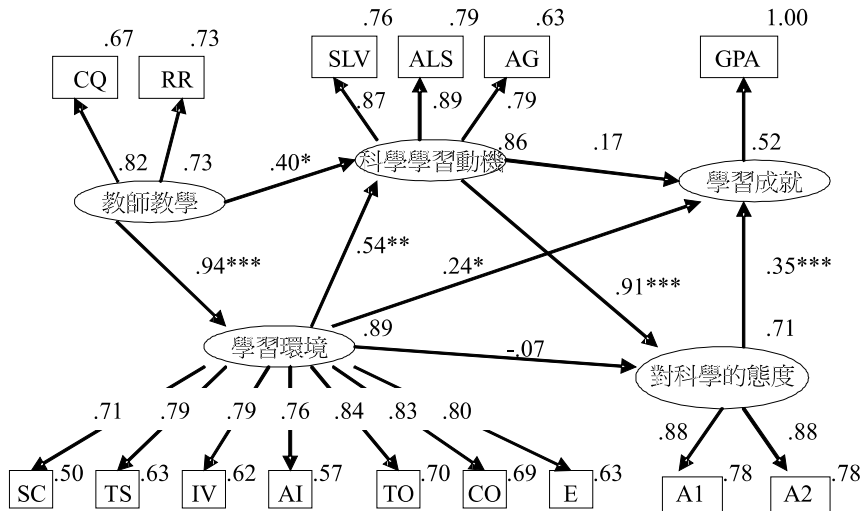 .67 .73 .76 .79 .63 1.00
CQ RR SLV ALS AG GPA
.87 .89 .79
.82 .73 .40* 科學學習動機 .86 .17 .52
教師教學 學習成就
.94*** .54** .24* .91*** .35***
學習環境 .89 -.07 .71
對科學的態度
.71 .79 .79 .76 .84 .83 .80 .88 .88
SC .50 TS .63 IV .62 AI .57 TO .70 CO .69 E .63 A1 .78 A2 .78